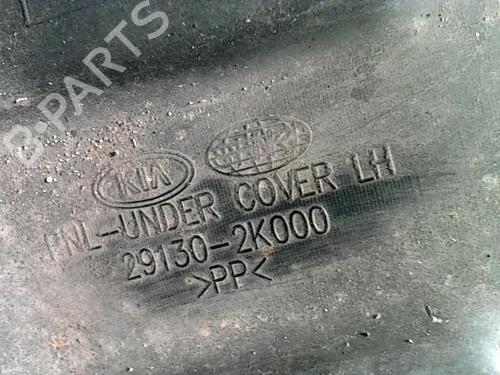 B-PARTS
KIA
PNL-UNDER COVER LH
29130-2K000
>PP<